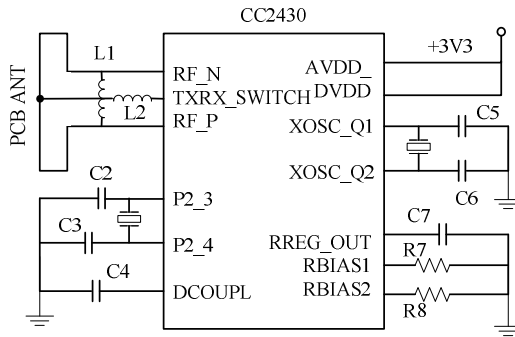 CC2430
L1
+3V3
RF_N
AVDD_
PCB ANT
TXRX_SWITCH
DVDD
L2
RF_P
XOSC_Q1
C5
C2
XOSC_Q2
C6
P2_3
C3
C7
P2_4
RREG_OUT
R7
C4
RBIAS1
DCOUPL
RBIAS2
R8